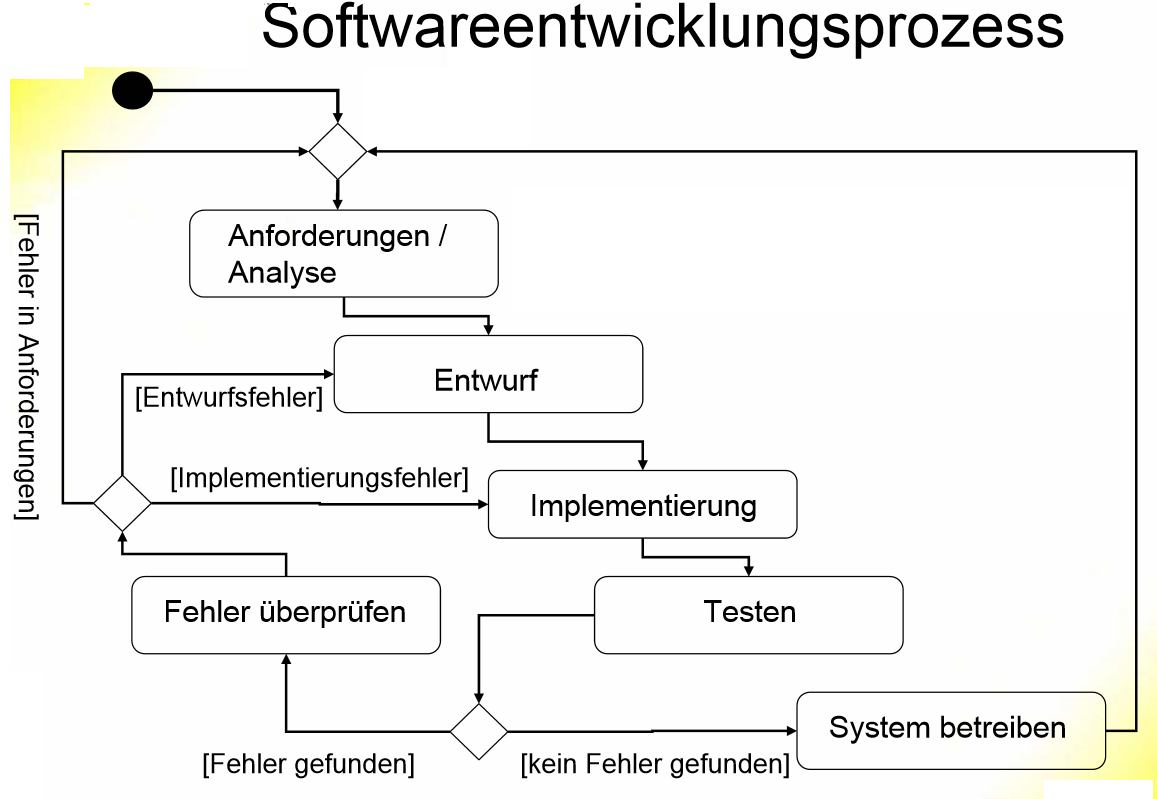 Softwareentwicklungsprozess
[Fehler in Anforderungen]
Anforderungen /
Analyse
Entwurf
[Entwurfsfehler]
[Implementierungsfehler]
Implementierung
Fehler überprüfen
Testen
System betreiben
[Fehler gefunden]
[kein Fehler gefunden]